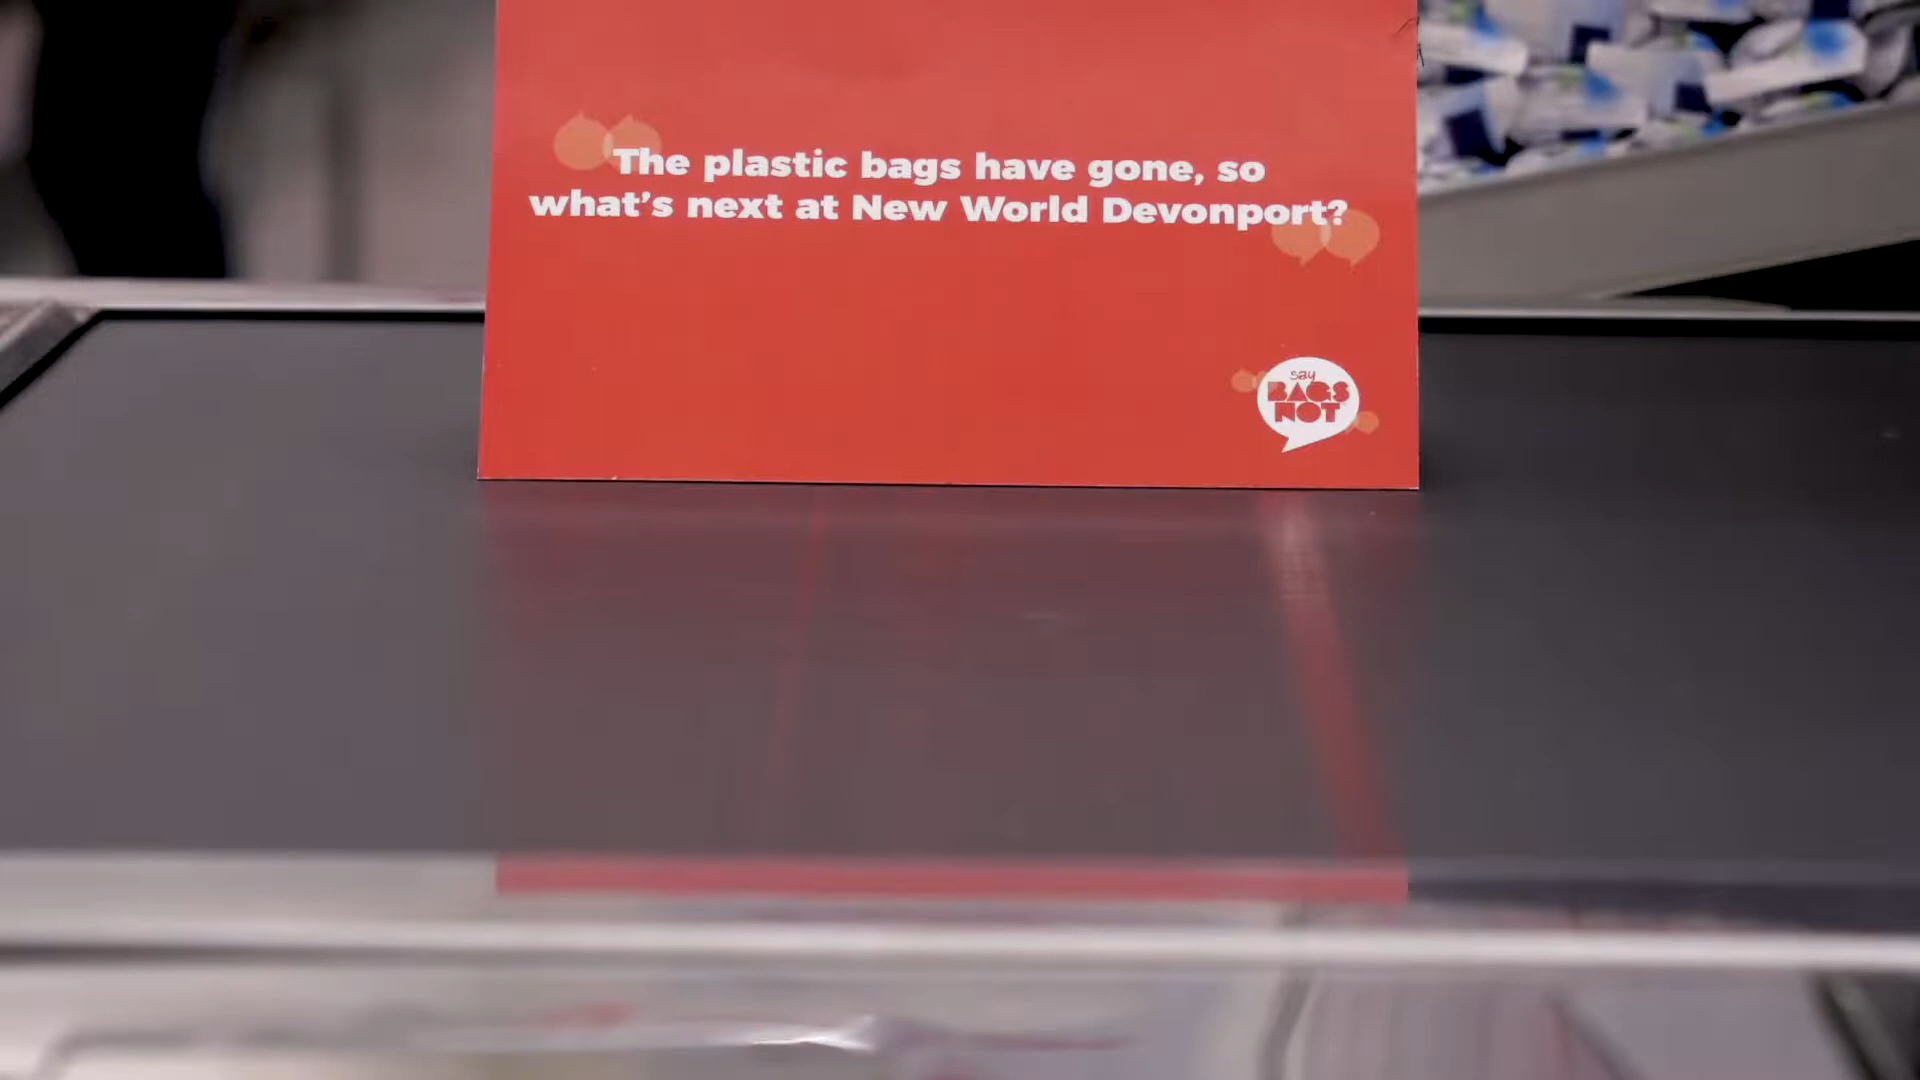 The plastic bags have gone, so
what's next at New World Devonport?
say
BAGS
NOT